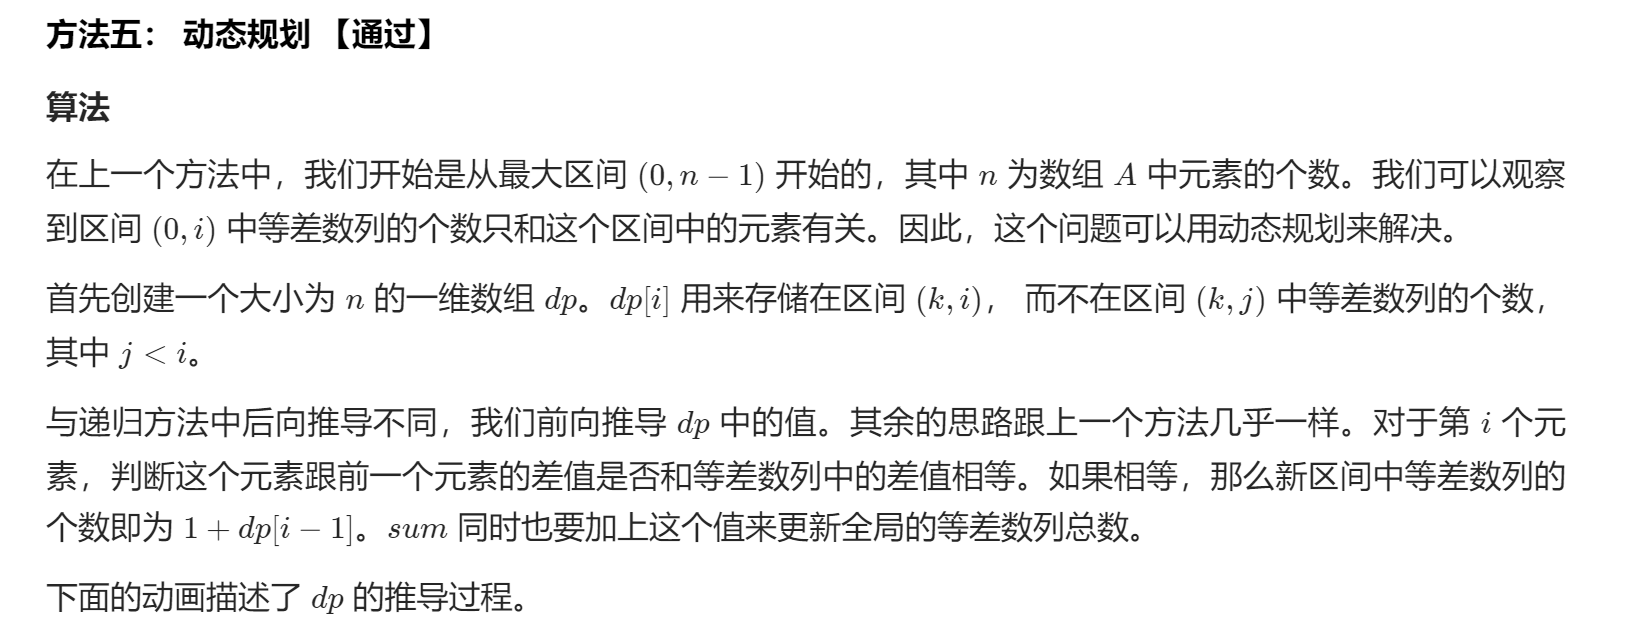 方法五： 动态规划 【通过】
算法
在上一个方法中，我们开始是从最大区间 (0, n − 1) 开始的，其中 n 为数组 A 中元素的个数。我们可以观察
到区间 (0, i) 中等差数列的个数只和这个区间中的元素有关。因此，这个问题可以用动态规划来解决。
首先创建一个大小为 n 的一维数组 dp。dp[i] 用来存储在区间 (k, i)， 而不在区间 (k, j) 中等差数列的个数，
其中 j < i。
与递归方法中后向推导不同，我们前向推导 dp 中的值。其余的思路跟上一个方法几乎一样。对于第 i 个元
素，判断这个元素跟前一个元素的差值是否和等差数列中的差值相等。如果相等，那么新区间中等差数列的
个数即为 1 + dp[i − 1]。sum 同时也要加上这个值来更新全局的等差数列总数。
下面的动画描述了 dp 的推导过程。